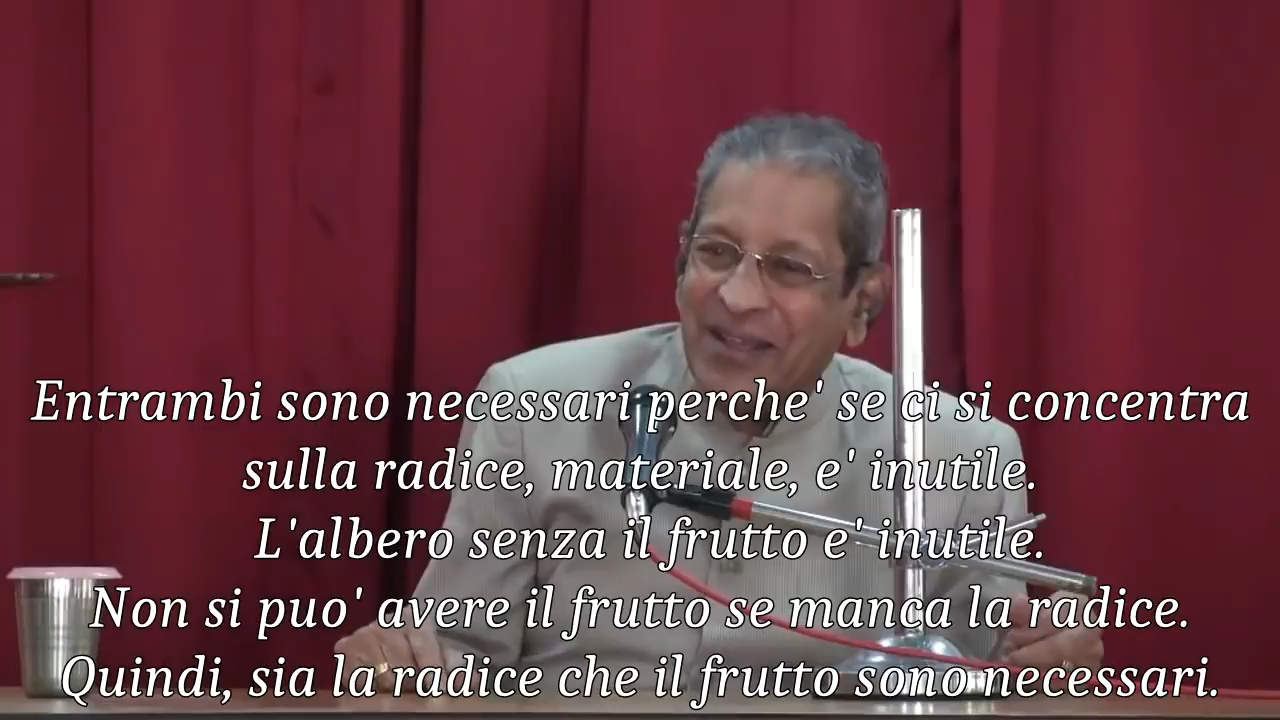 Entrambi sono necessari perche' se ci si concentra
sulla radice, materiale, e' inutile.
L'albero senza il frutto e' inutile.
Non si puo' avere il frutto se manca la radice.
Quindi, sia la radice che il frutto sono necessari.